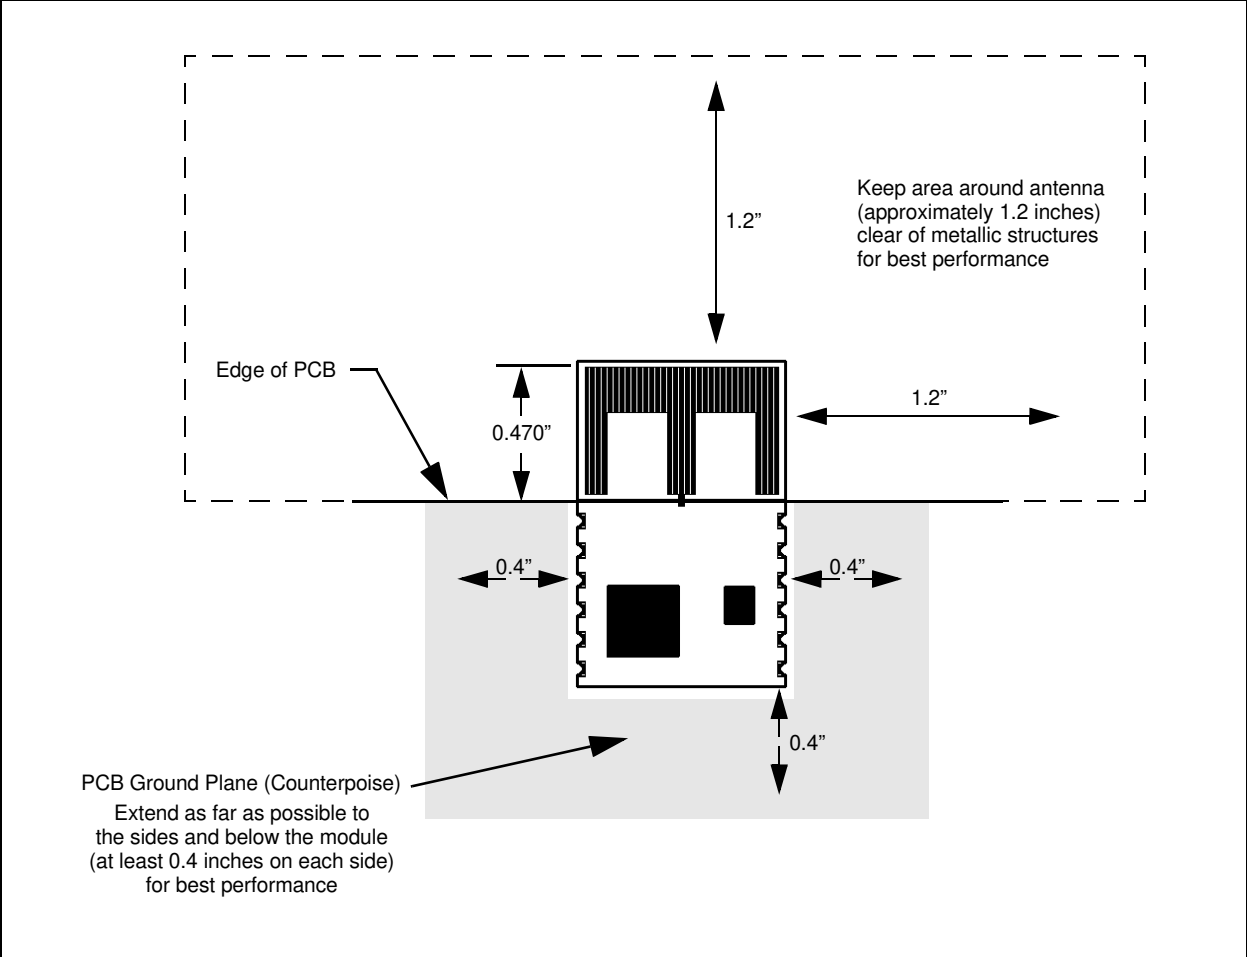 1.2”
Keep area around antenna
(approximately 1.2 inches)
clear of metallic structures
for best performance
Edge of PCB
0.470”
1.2”
0.4”
0.4”
0.4”
PCB Ground Plane (Counterpoise)
Extend as far as possible to
the sides and below the module
(at least 0.4 inches on each side)
for best performance